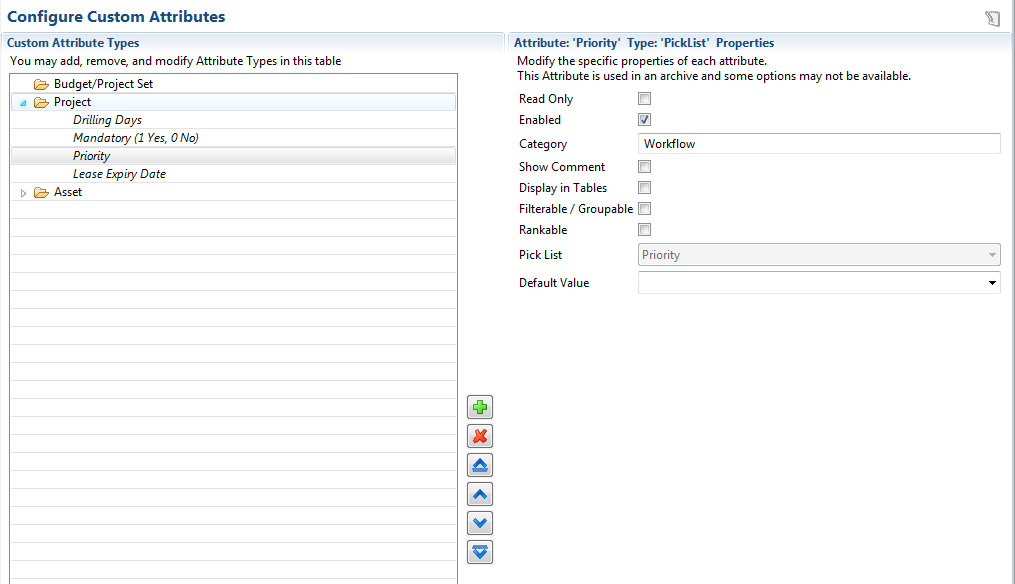 Configure Custom Attributes
Custom Attribute Types
You may add, remove, and modify Attribute Types in this table
Budget/Project Set
Project
Drilling Days
Mandatory (1 Yes, 0 No)
Priority
Lease Expiry Date
Asset
Attribute: 'Priority' Type: 'PickList' Properties
Modify the specific properties of each attribute.
This Attribute is used in an archive and some options may not be available.
Read Only
Enabled
Category Workflow
Show Comment
Display in Tables
Filterable / Groupable
Rankable
Pick List Priority
Default Value